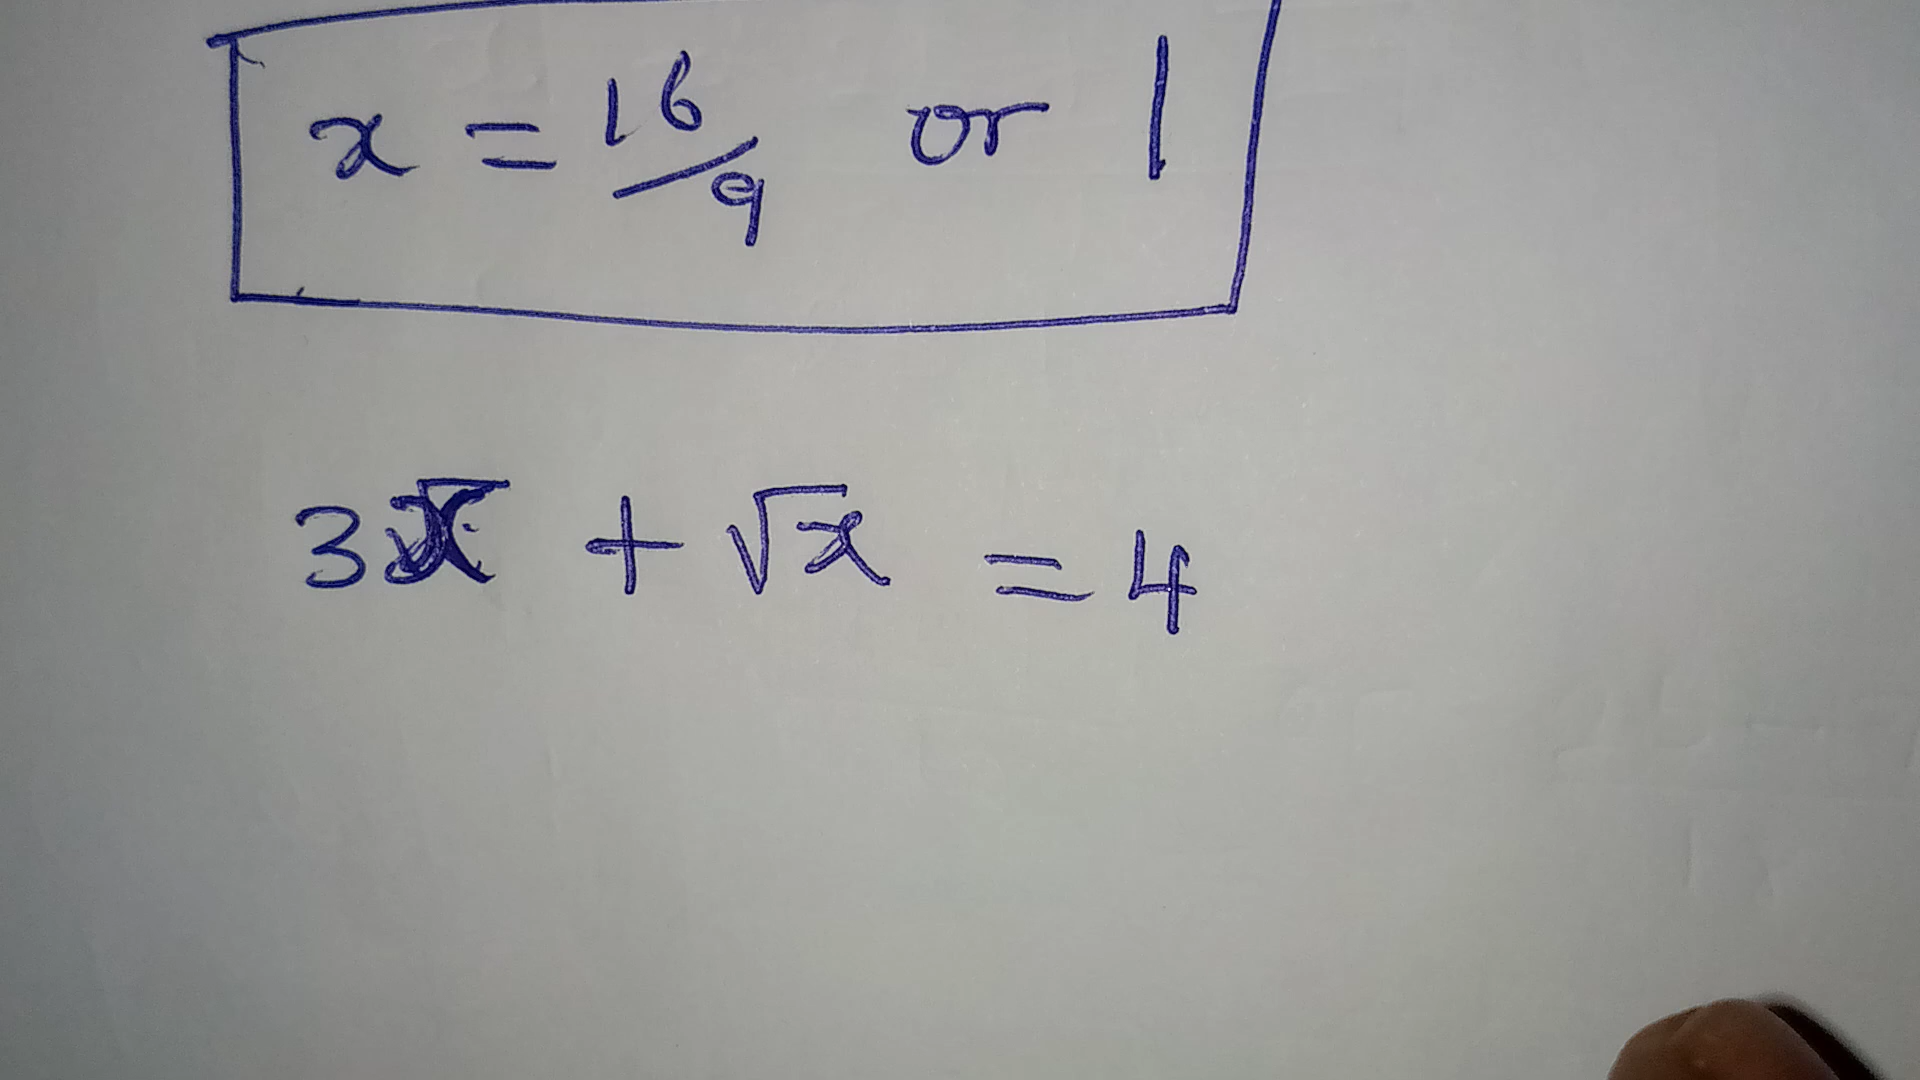 x = 16/9 or 1
3x + √x = 4